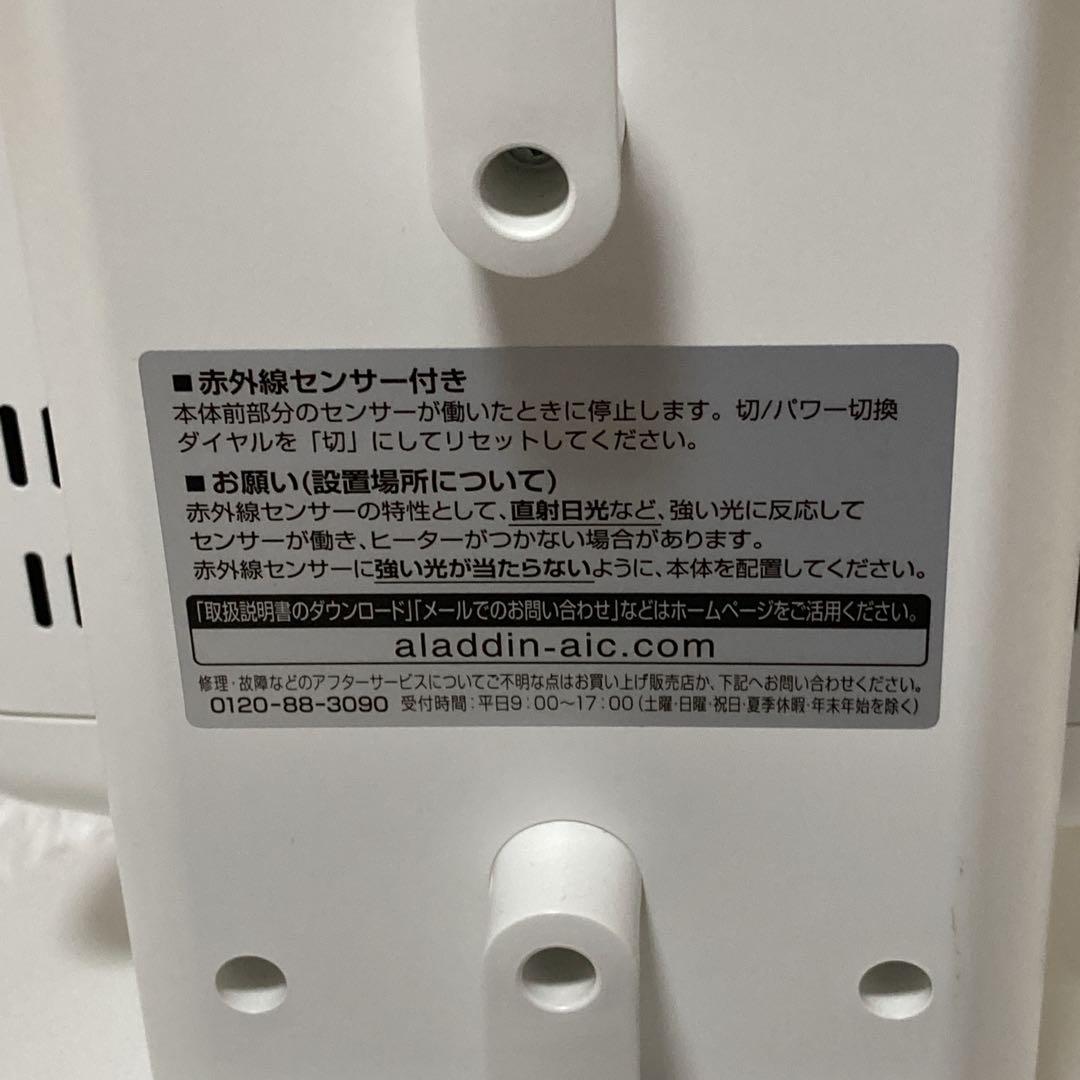 ■赤外線センサー付き
本体前部分のセンサーが働いたときに停止します。切/パワー切換
ダイヤルを「切」にしてリセットしてください。
■お願い(設置場所について)
赤外線センサーの特性として、直射日光など、強い光に反応して
センサーが働き、ヒーターがつかない場合があります。
赤外線センサーに強い光が当たらないように、本体を配置してください。
「取扱説明書のダウンロード」「メールでのお問い合わせ」などはホームページをご活用ください。
aladdin-aic.com
修理・故障などのアフターサービスについてご不明な点はお買い上げ販売店か、下記へお問い合わせください。
0120-88-3090 受付時間:平日9:00～17:00(土曜・日曜・祝日・夏季休暇・年末年始を除く)